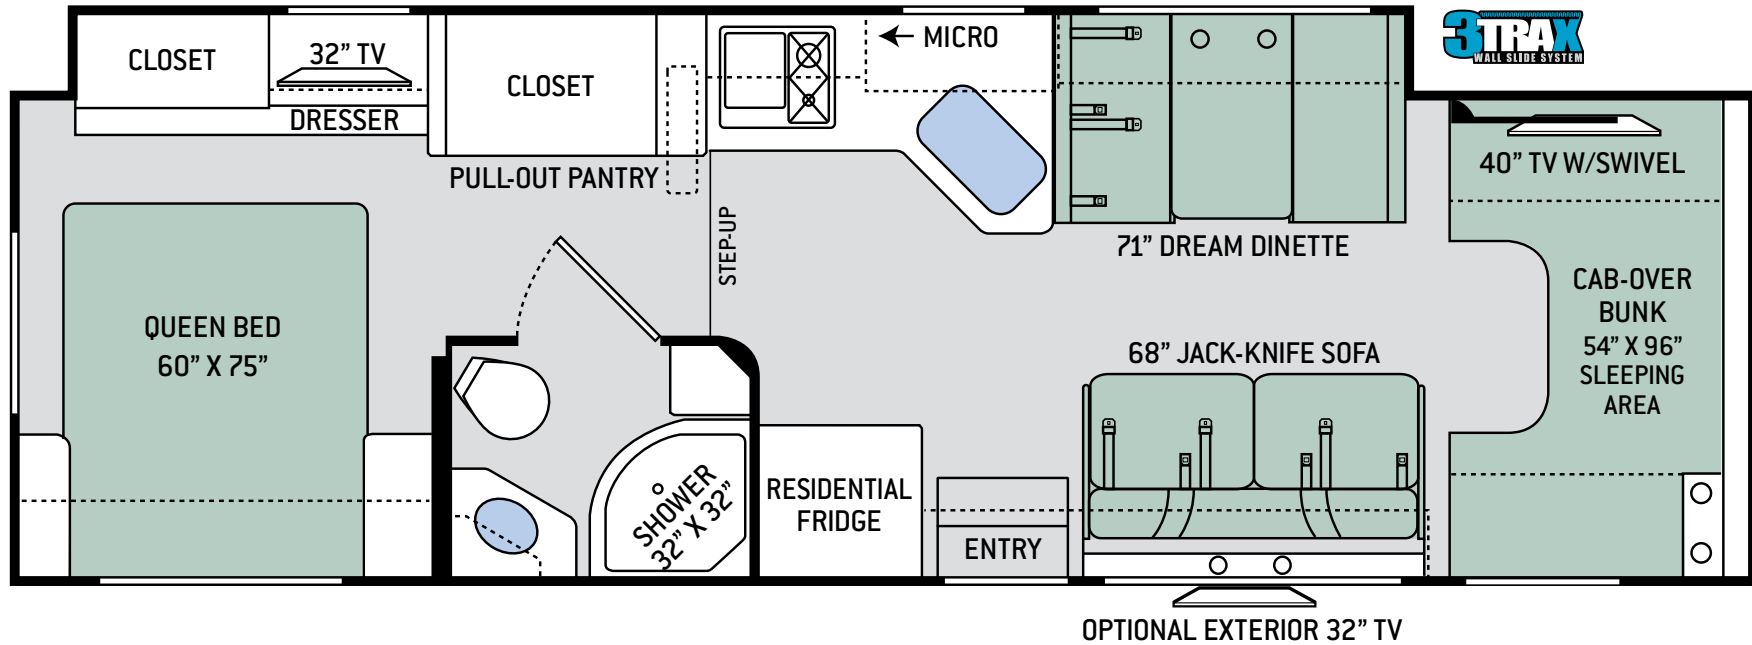 CLOSET
32” TV
DRESSER
CLOSET
PULL-OUT PANTRY
MICRO
3TRAX
WALL SLIDE SYSTEM
40” TV W/SWIVEL
STEP-UP
71” DREAM DINETTE
QUEEN BED
60” X 75”
CAB-OVER
BUNK
54” X 96”
SLEEPING
AREA
68” JACK-KNIFE SOFA
SHOWER
32” X 32”
RESIDENTIAL
FRIDGE
ENTRY
OPTIONAL EXTERIOR 32” TV